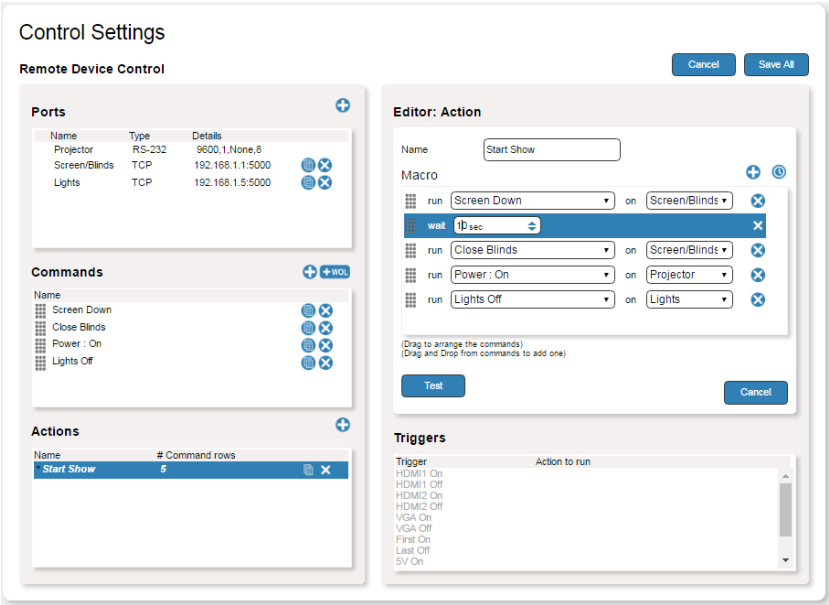 Control Settings
Remote Device Control
Cancel
Save All
Ports
Name Type Details
Projector RS-232 9600,1,None,8
Screen/Blinds TCP 192.168.1.1:5000
Lights TCP 192.168.1.5:5000
Commands
+WOL
Name
Screen Down
Close Blinds
Power : On
Lights Off
Actions
Name # Command rows
* Start Show 5
Editor: Action
Name Start Show
Macro
run Screen Down on Screen/Blinds
wait 10 sec
run Close Blinds on Screen/Blinds
run Power : On on Projector
run Lights Off on Lights
(Drag to arrange the commands)
(Drag and Drop from commands to add one)
Test
Cancel
Triggers
Trigger Action to run
HDMI1 On
HDMI1 Off
HDMI2 On
HDMI2 Off
VGA On
VGA Off
First On
Last Off
5V On